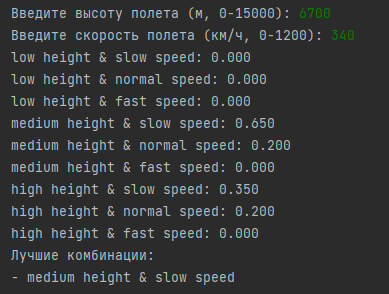 Введите высоту полета (м, 0-15000): 6700
Введите скорость полета (км/ч, 0-1200): 340
low height & slow speed: 0.000
low height & normal speed: 0.000
low height & fast speed: 0.000
medium height & slow speed: 0.650
medium height & normal speed: 0.200
medium height & fast speed: 0.000
high height & slow speed: 0.350
high height & normal speed: 0.200
high height & fast speed: 0.000
Лучшие комбинации:
- medium height & slow speed